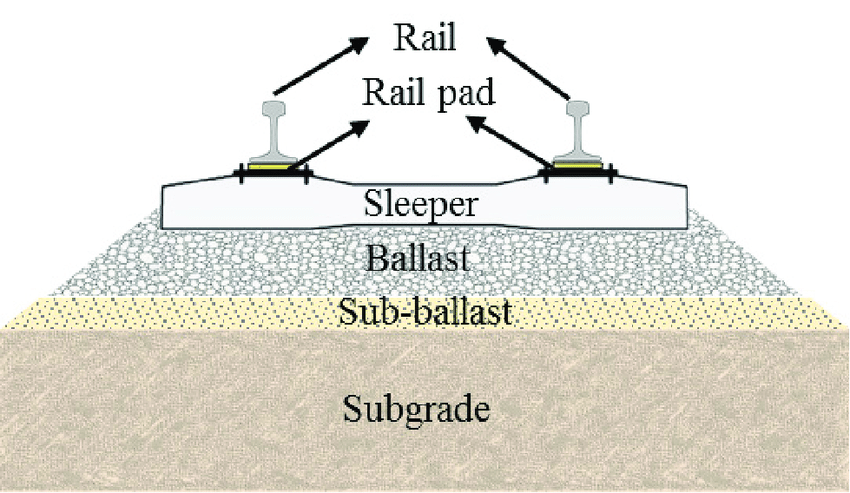 Rail
Rail pad
Sleeper
Ballast
Sub-ballast
Subgrade